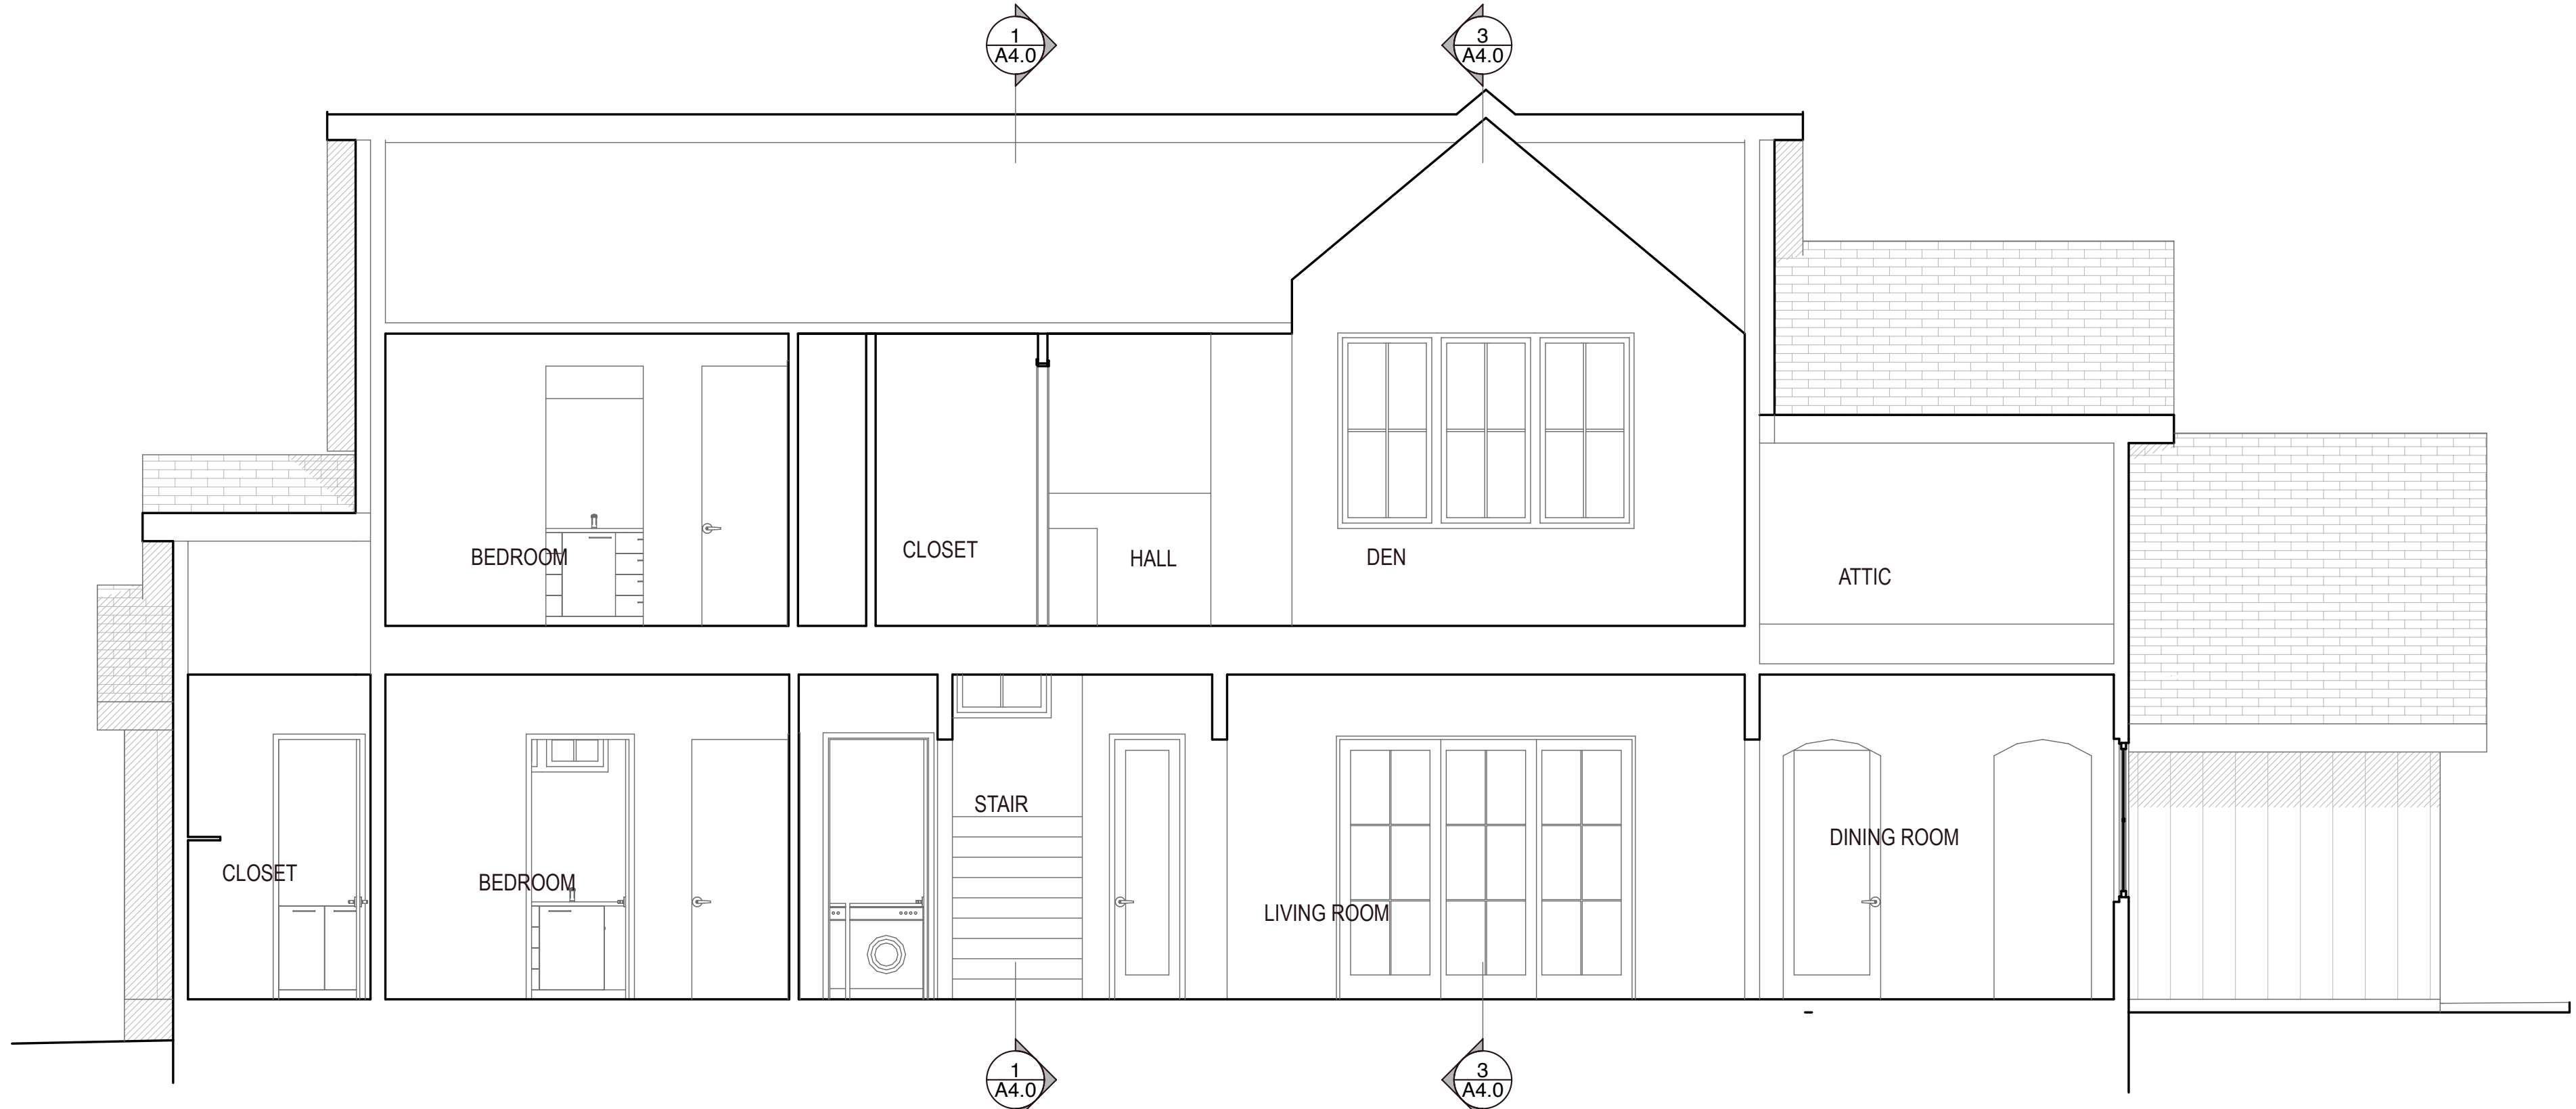 1
A4.0
3
A4.0
BEDROOM
CLOSET
HALL
DEN
ATTIC
STAIR
DINING ROOM
CLOSET
BEDROOM
LIVING ROOM
1
A4.0
3
A4.0